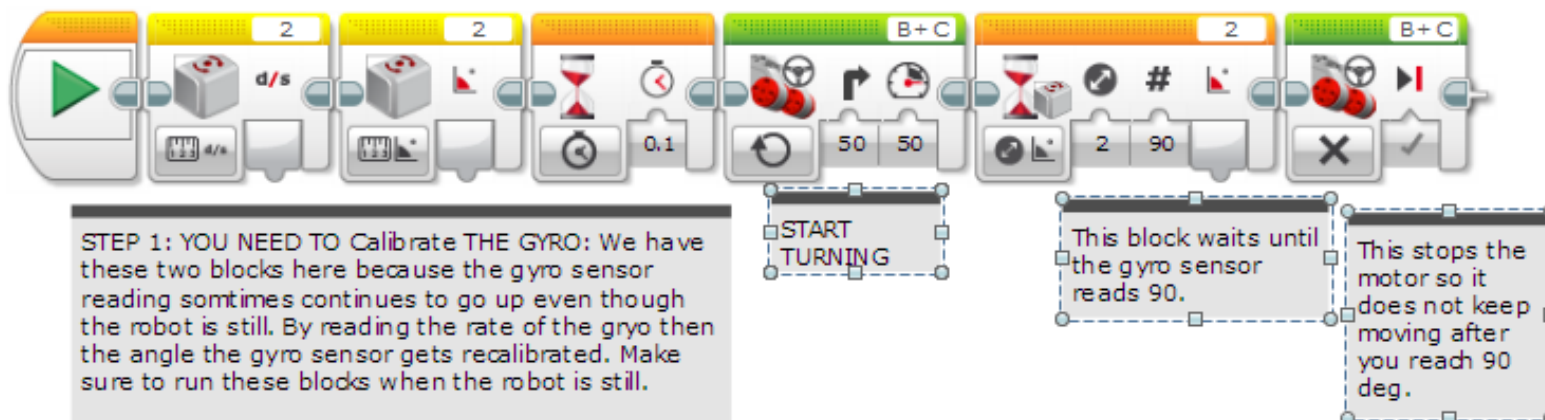 2
2
B+C
2
B+C
d/s
#
123 d/s
123
0.1
50
50
2
90
STEP 1: YOU NEED TO Calibrate THE GYRO: We have
these two blocks here because the gyro sensor
reading somtimes continues to go up even though
the robot is still. By reading the rate of the gryo then
the angle the gyro sensor gets recalibrated. Make
sure to run these blocks when the robot is still.
START
TURNING
This block waits until
the gyro sensor
reads 90.
This stops the
motor so it
does not keep
moving after
you reach 90
deg.